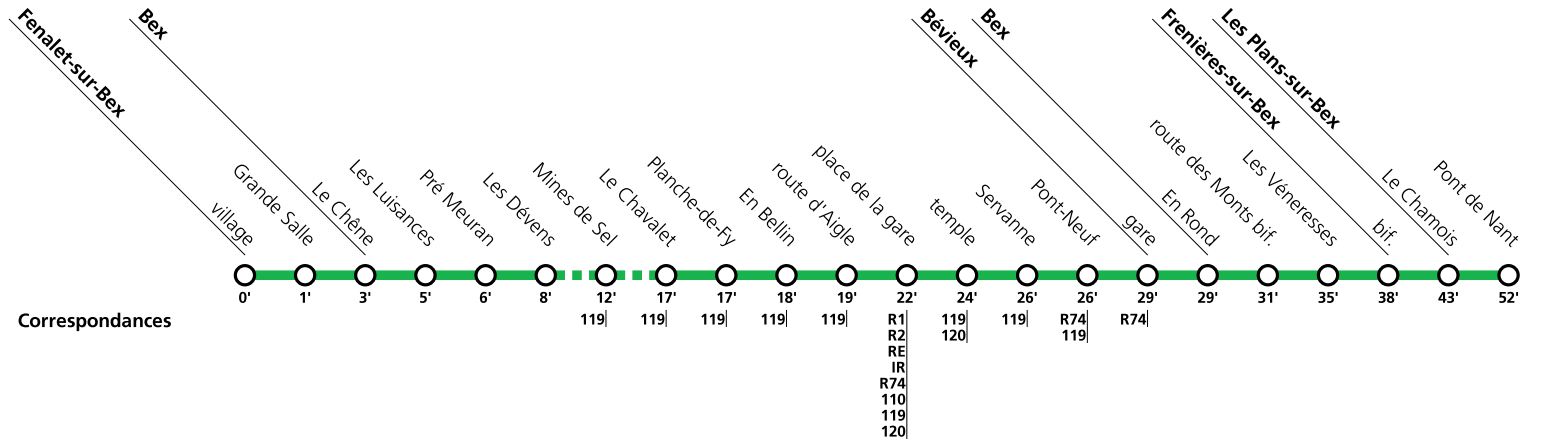 Fenalet-sur-Bex
Bex
Bévieux
Bex
Frenières-sur-Bex
Les Plans-sur-Bex
village
Grande Salle
Le Chêne
Les Luisances
Pré Meuran
Les Dévens
Mines de Sel
Le Chavalet
Planche-de-Fy
En Bellin
route d'Aigle
place de la gare
temple
Servanne
Pont-Neuf
gare
En Rond
route des Monts bif.
Les Véneresses
bif.
Le Chamois
Pont de Nant
0' 1' 3' 5' 6' 8' 12' 17' 17' 18' 19' 22' 24' 26' 26' 29' 29' 31' 35' 38' 43' 52'
Correspondances 119 119 119 119 119 R1 119 119 R74 R74
R2 120 119
RE
IR
R74
110
119
120